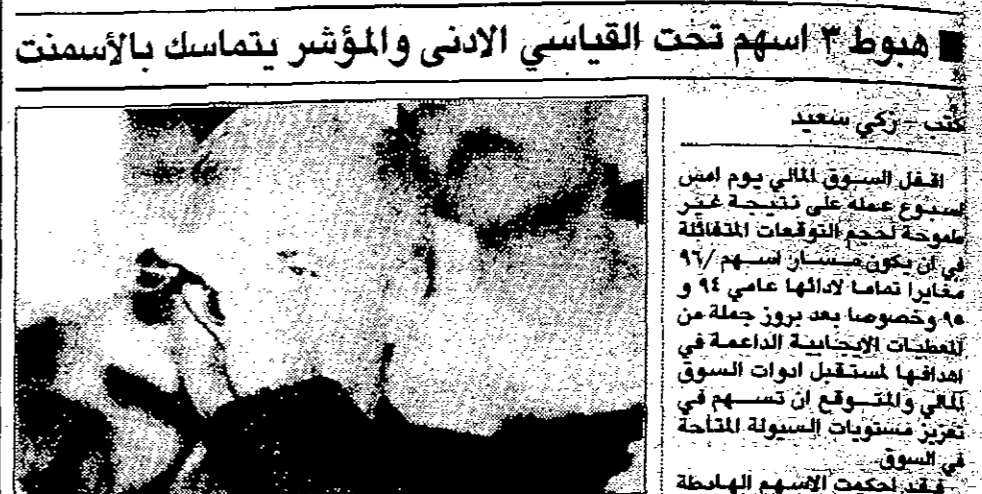 ■ هبوط ٣ اسهم تحت القياسي الادنى والمؤشر يتماسك بالأسمنت
كتب - زكي سعيد
اقفل السوق المالي يوم امس
اسبوع عمله على نتيجة غير
طموحة لحجم التوقعات المتفائلة
في أن يكون مسار اسهم /٩٦
مغايرا تماما لادائها عامي ٩٤ و
٩٥ وخصوصا بعد بروز جملة من
المعطيات الإيجابية الداعمة في
اهدافها لمستقبل ادوات السوق
المالي والمتوقع ان تسهم في
تعزيز مستويات السيولة المتاحة
في السوق
فقد احكمت الاسهم الهابطة